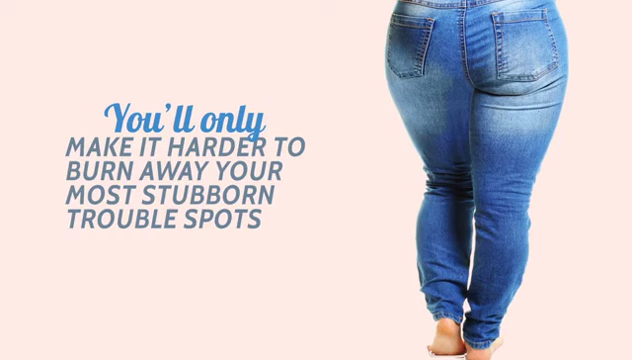 You'll only
MAKE IT HARDER TO
BURN AWAY YOUR
MOST STUBBORN
TROUBLE SPOTS